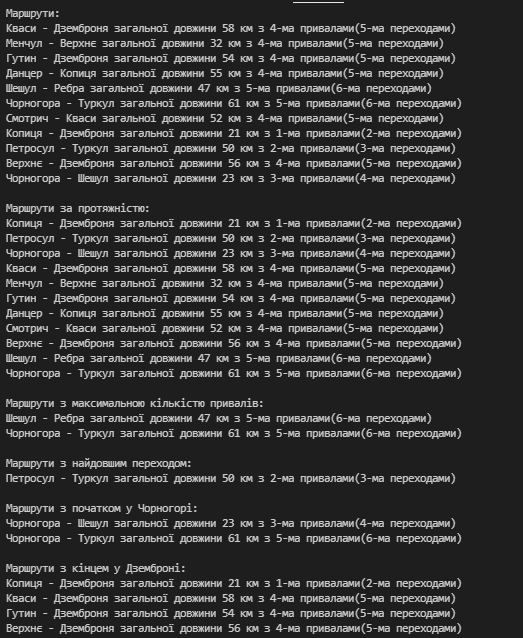 Маршрути:
Кваси - Дземброня загальної довжини 58 км з 4-ма привалами(5-ма переходами)
Менчул - Верхнє загальної довжини 32 км з 4-ма привалами(5-ма переходами)
Гутин - Дземброня загальної довжини 54 км з 4-ма привалами(5-ма переходами)
Данцер - Копиця загальної довжини 55 км з 4-ма привалами(5-ма переходами)
Шешул - Ребра загальної довжини 47 км з 5-ма привалами(6-ма переходами)
Чорногора - Туркул загальної довжини 61 км з 5-ма привалами(6-ма переходами)
Смотрич - Кваси загальної довжини 52 км з 4-ма привалами(5-ма переходами)
Копиця - Дземброня загальної довжини 21 км з 1-ма привалами(2-ма переходами)
Петросул - Туркул загальної довжини 50 км з 2-ма привалами(3-ма переходами)
Верхнє - Дземброня загальної довжини 56 км з 4-ма привалами(5-ма переходами)
Чорногора - Шешул загальної довжини 23 км з 3-ма привалами(4-ма переходами)
Маршрути за протяжністю:
Копиця - Дземброня загальної довжини 21 км з 1-ма привалами(2-ма переходами)
Петросул - Туркул загальної довжини 50 км з 2-ма привалами(3-ма переходами)
Чорногора - Шешул загальної довжини 23 км з 3-ма привалами(4-ма переходами)
Кваси - Дземброня загальної довжини 58 км з 4-ма привалами(5-ма переходами)
Менчул - Верхнє загальної довжини 32 км з 4-ма привалами(5-ма переходами)
Гутин - Дземброня загальної довжини 54 км з 4-ма привалами(5-ма переходами)
Данцер - Копиця загальної довжини 55 км з 4-ма привалами(5-ма переходами)
Смотрич - Кваси загальної довжини 52 км з 4-ма привалами(5-ма переходами)
Верхнє - Дземброня загальної довжини 56 км з 4-ма привалами(5-ма переходами)
Шешул - Ребра загальної довжини 47 км з 5-ма привалами(6-ма переходами)
Чорногора - Туркул загальної довжини 61 км з 5-ма привалами(6-ма переходами)
Маршрути з максимальною кількістю привалів:
Шешул - Ребра загальної довжини 47 км з 5-ма привалами(6-ма переходами)
Чорногора - Туркул загальної довжини 61 км з 5-ма привалами(6-ма переходами)
Маршрути з найдовшим переходом:
Петросул - Туркул загальної довжини 50 км з 2-ма привалами(3-ма переходами)
Маршрути з початком у Чорногорі:
Чорногора - Шешул загальної довжини 23 км з 3-ма привалами(4-ма переходами)
Чорногора - Туркул загальної довжини 61 км з 5-ма привалами(6-ма переходами)
Маршрути з кінцем у Дземброні:
Копиця - Дземброня загальної довжини 21 км з 1-ма привалами(2-ма переходами)
Кваси - Дземброня загальної довжини 58 км з 4-ма привалами(5-ма переходами)
Гутин - Дземброня загальної довжини 54 км з 4-ма привалами(5-ма переходами)
Верхнє - Дземброня загальної довжини 56 км з 4-ма привалами(5-ма переходами)